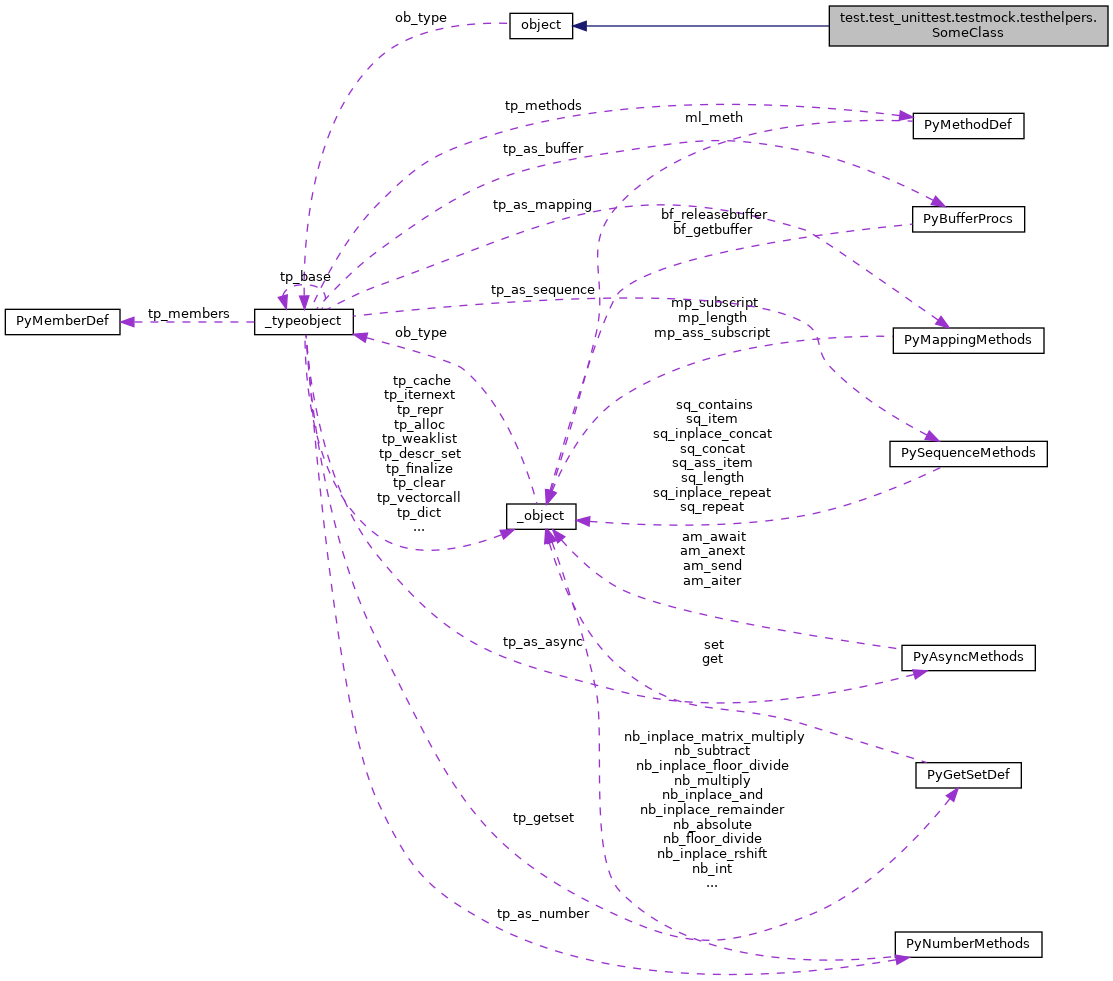 ob_type
object
test.test_unittest.testmock.testhelpers.
SomeClass
tp_methods
ml_meth
PyMethodDef
tp_as_buffer
tp_as_mapping
bf_releasebuffer
bf_getbuffer
PyBufferProcs
tp_base
tp_as_sequence
PyMemberDef
tp_members
_typeobject
ob_type
mp_subscript
mp_length
mp_ass_subscript
PyMappingMethods
tp_cache
tp_iternext
tp_repr
tp_alloc
tp_weaklist
tp_descr_set
tp_finalize
tp_clear
tp_vectorcall
tp_dict
...
sq_contains
sq_item
sq_inplace_concat
sq_concat
sq_ass_item
sq_length
sq_inplace_repeat
sq_repeat
PySequenceMethods
_object
am_await
am_anext
am_send
am_aiter
tp_as_async
set
get
PyAsyncMethods
nb_inplace_matrix_multiply
nb_subtract
nb_inplace_floor_divide
nb_multiply
nb_inplace_and
nb_inplace_remainder
nb_absolute
nb_floor_divide
nb_inplace_rshift
nb_int
...
PyGetSetDef
tp_getset
tp_as_number
PyNumberMethods